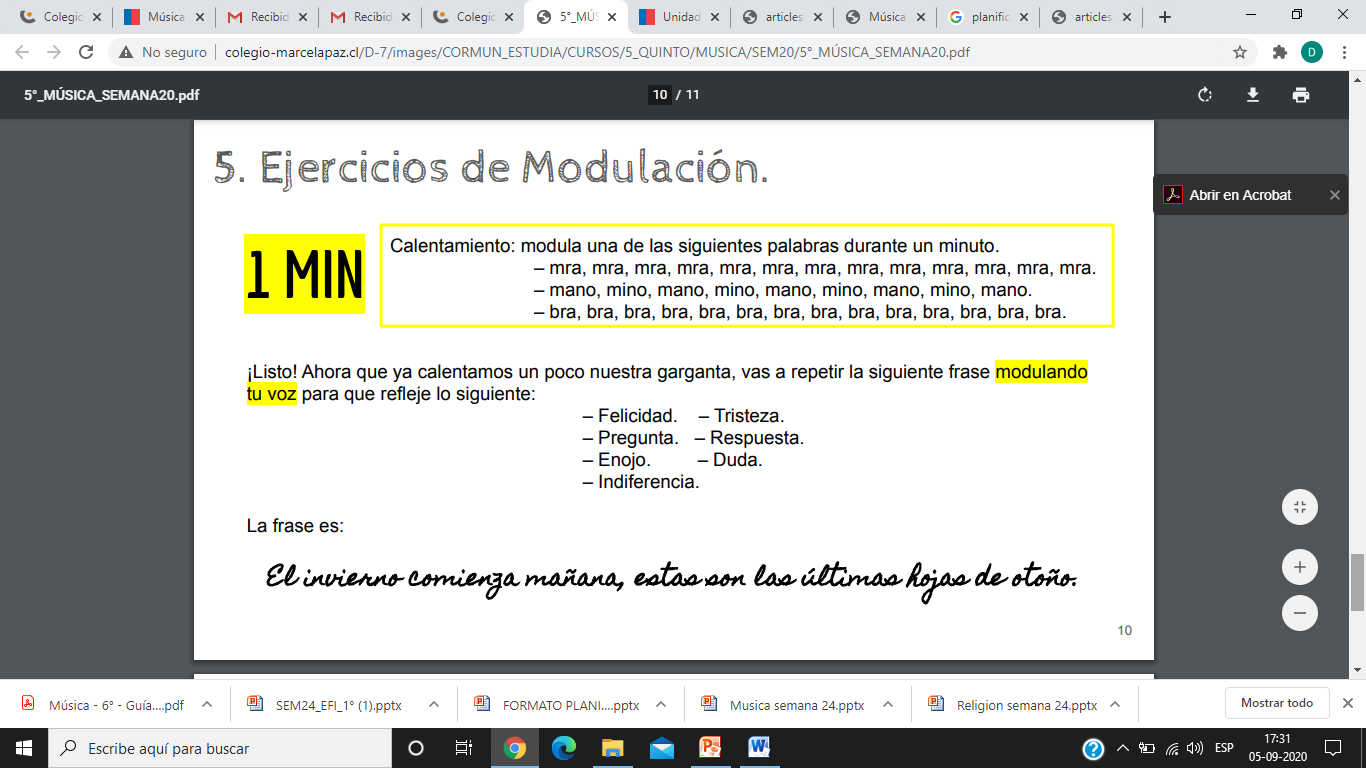 Colegio
Música
Recibid
Recibid
Colegio
5°_MÚS
Unidad
articles
Música
planific
articles
No seguro
colegio-marcelapaz.cl/D-7/images/CORMUN_ESTUDIA/CURSOS/5_QUINTO/MUSICA/SEM20/5°_MÚSICA_SEMANA20.pdf
D
5°_MÚSICA_SEMANA20.pdf
10 / 11
Abrir en Acrobat
5. Ejercicios de Modulación.
1 MIN
Calentamiento: modula una de las siguientes palabras durante un minuto.
– mra, mra, mra, mra, mra, mra, mra, mra, mra, mra, mra, mra, mra.
– mano, mino, mano, mino, mano, mino, mano, mino, mano.
– bra, bra, bra, bra, bra, bra, bra, bra, bra, bra, bra, bra, bra, bra.
¡Listo! Ahora que ya calentamos un poco nuestra garganta, vas a repetir la siguiente frase modulando
tu voz para que refleje lo siguiente:
– Felicidad. – Tristeza.
– Pregunta. – Respuesta.
– Enojo. – Duda.
– Indiferencia.
La frase es:
El invierno comienza mañana, estas son las últimas hojas de otoño.
10
Música - 6° - Guía....pdf
SEM24_EFI_1° (1).pptx
FORMATO PLANI....pptx
Musica semana 24.pptx
Religion semana 24.pptx
Mostrar todo
Escribe aquí para buscar
ESP
17:31
05-09-2020